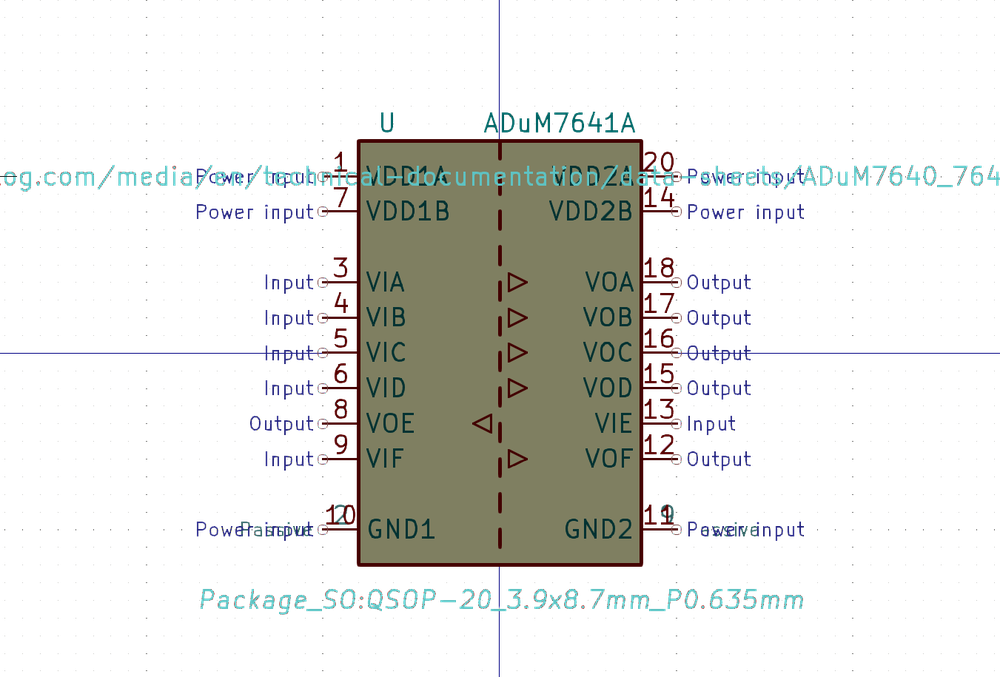 U ADuM7641A
Power input 1 VDD1A VDD2A 20 Power input
log.com/media/en/technical-documentation/data-sheets/ADuM7640_764
Power input 7 VDD1B VDD2B 14 Power input
Input 3 VIA VOA 18 Output
Input 4 VIB VOB 17 Output
Input 5 VIC VOC 16 Output
Input 6 VID VOD 15 Output
Output 8 VOE VIE 13 Input
Input 9 VIF VOF 12 Output
Power input Passive 10 2 GND1 GND2 11 Power input
Package_SO:QSOP-20_3.9x8.7mm_P0.635mm